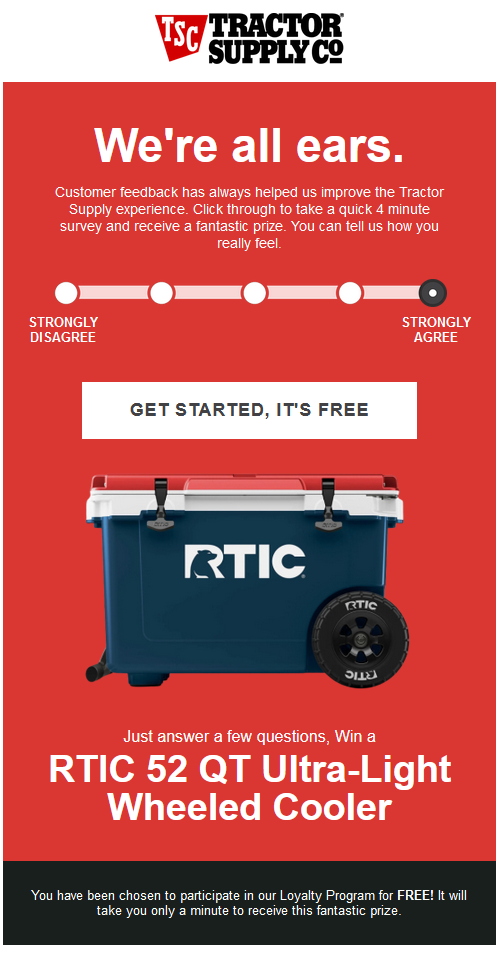 TSC TRACTOR
SUPPLY CO
We're all ears.
Customer feedback has always helped us improve the Tractor
Supply experience. Click through to take a quick 4 minute
survey and receive a fantastic prize. You can tell us how you
really feel.
STRONGLY
DISAGREE
STRONGLY
AGREE
GET STARTED, IT'S FREE
RTIC
RTIC
RTIC
Just answer a few questions, Win a
RTIC 52 QT Ultra-Light
Wheeled Cooler
You have been chosen to participate in our Loyalty Program for FREE! It will
take you only a minute to receive this fantastic prize.